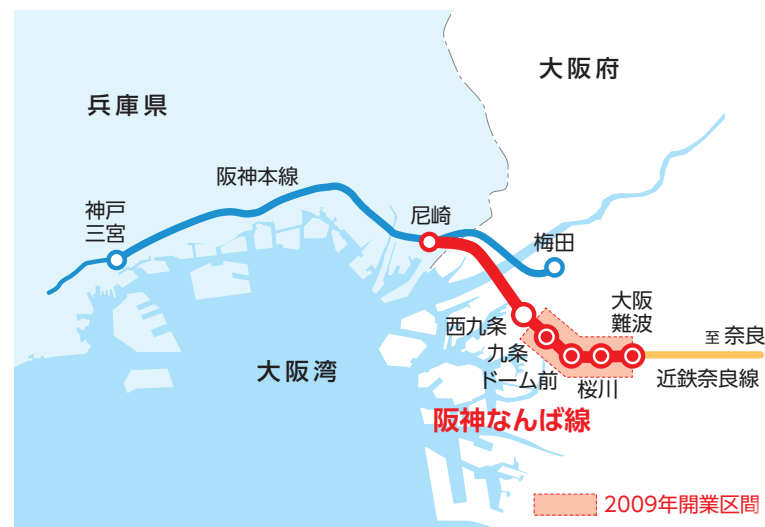 大阪府
兵庫県
阪神本線
神戸
三宮
尼崎
梅田
大阪
難波
西九条
至 奈良
九条
ドーム前
桜川
近鉄奈良線
大阪湾
阪神なんば線
2009年開業区間